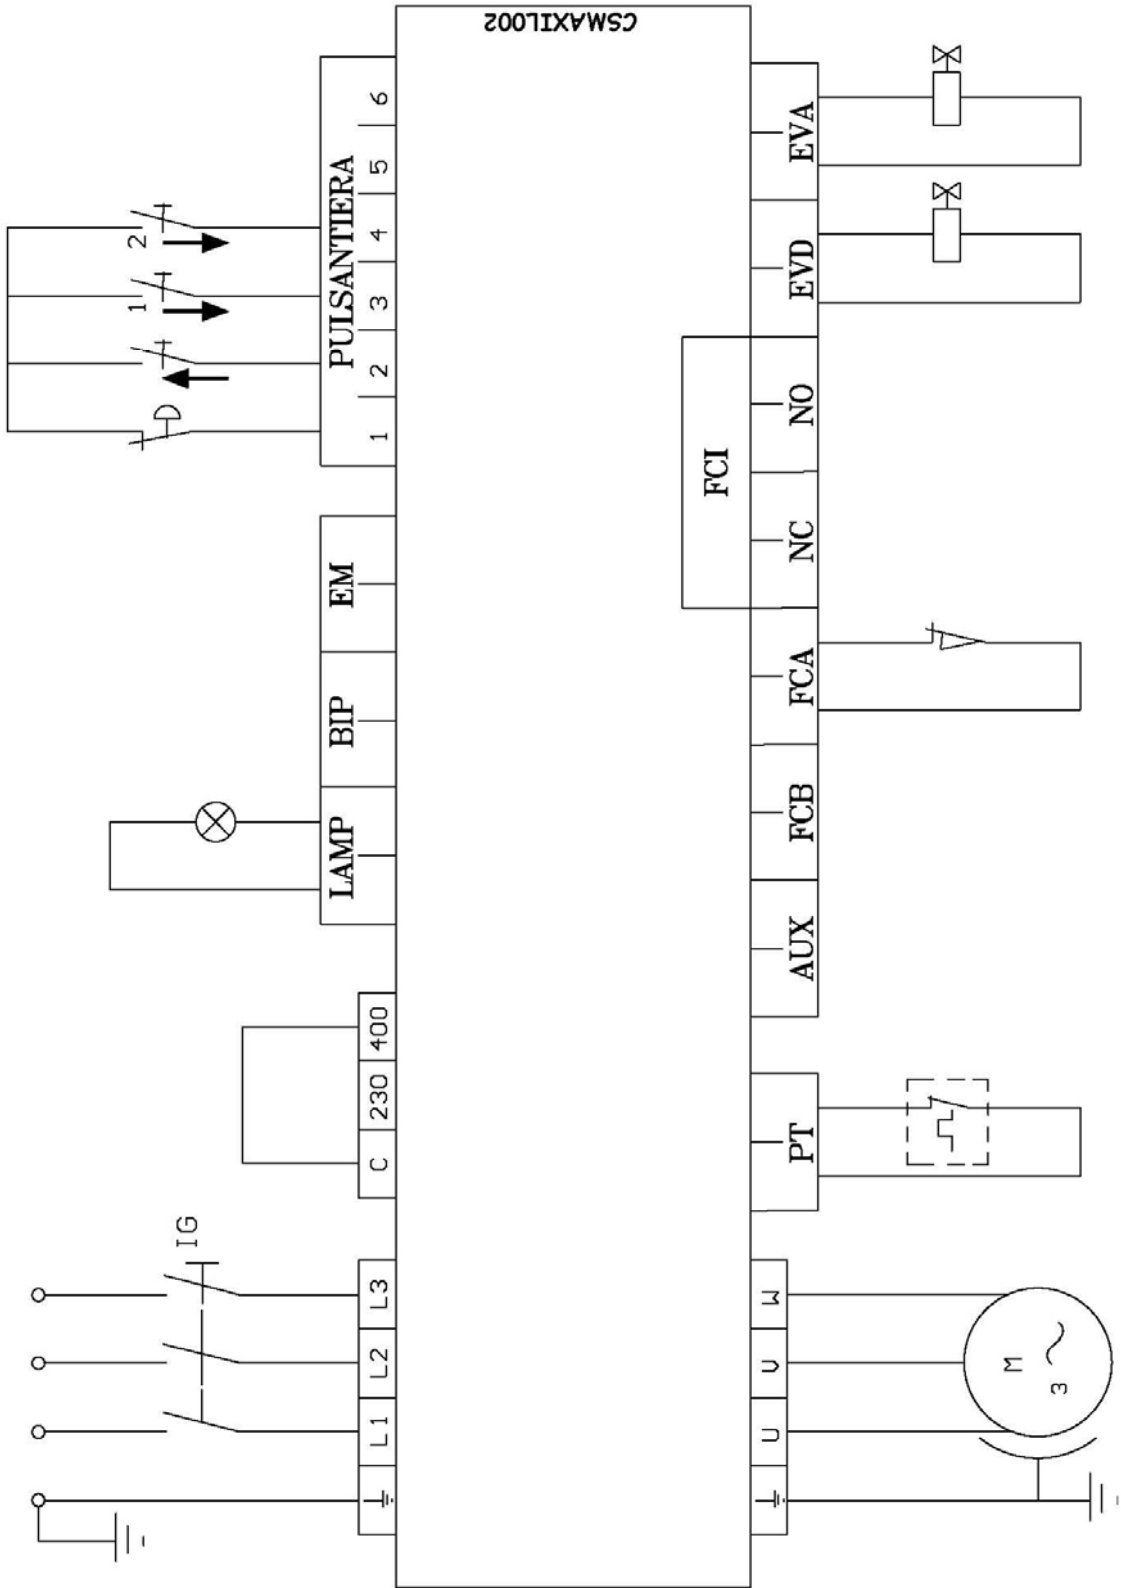 CSMAXIL002
PULSANTIERA
6
5
4
3
2
1
2
1
EM
BIP
LAMP
400
230
C
IG
L3
L2
L1
EVA
EVD
FCI
NO
NC
FCA
FCB
AUX
PT
W
V
U
M
3